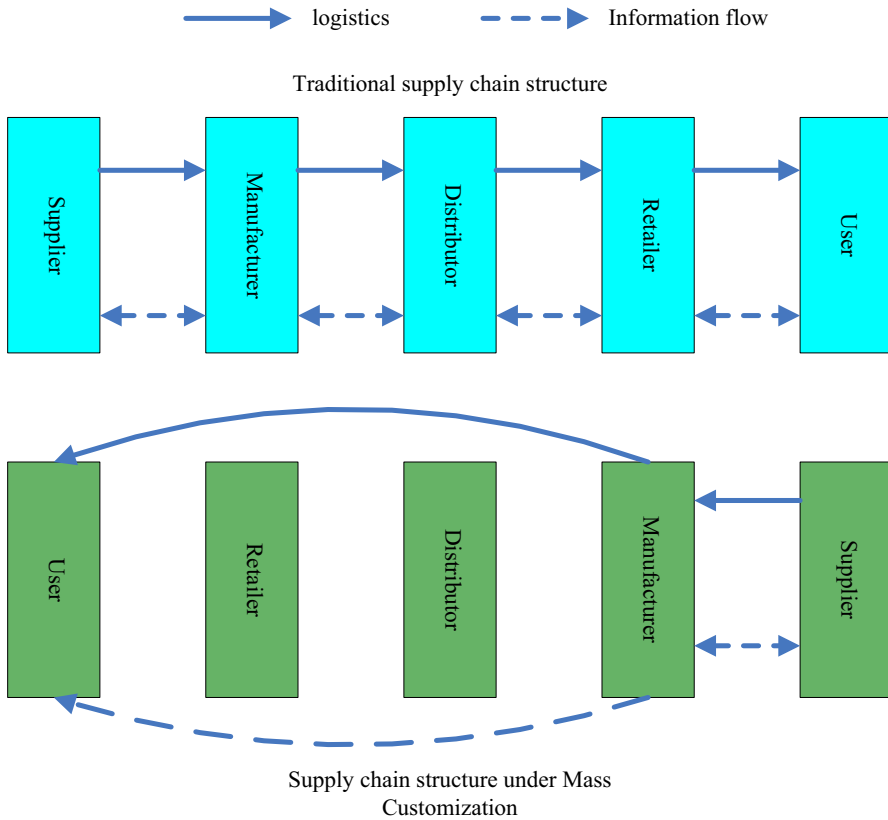 logistics
Information flow
Traditional supply chain structure
Supplier
Manufacturer
Distributor
Retailer
User
User
Retailer
Distributor
Manufacturer
Supplier
Supply chain structure under Mass
Customization